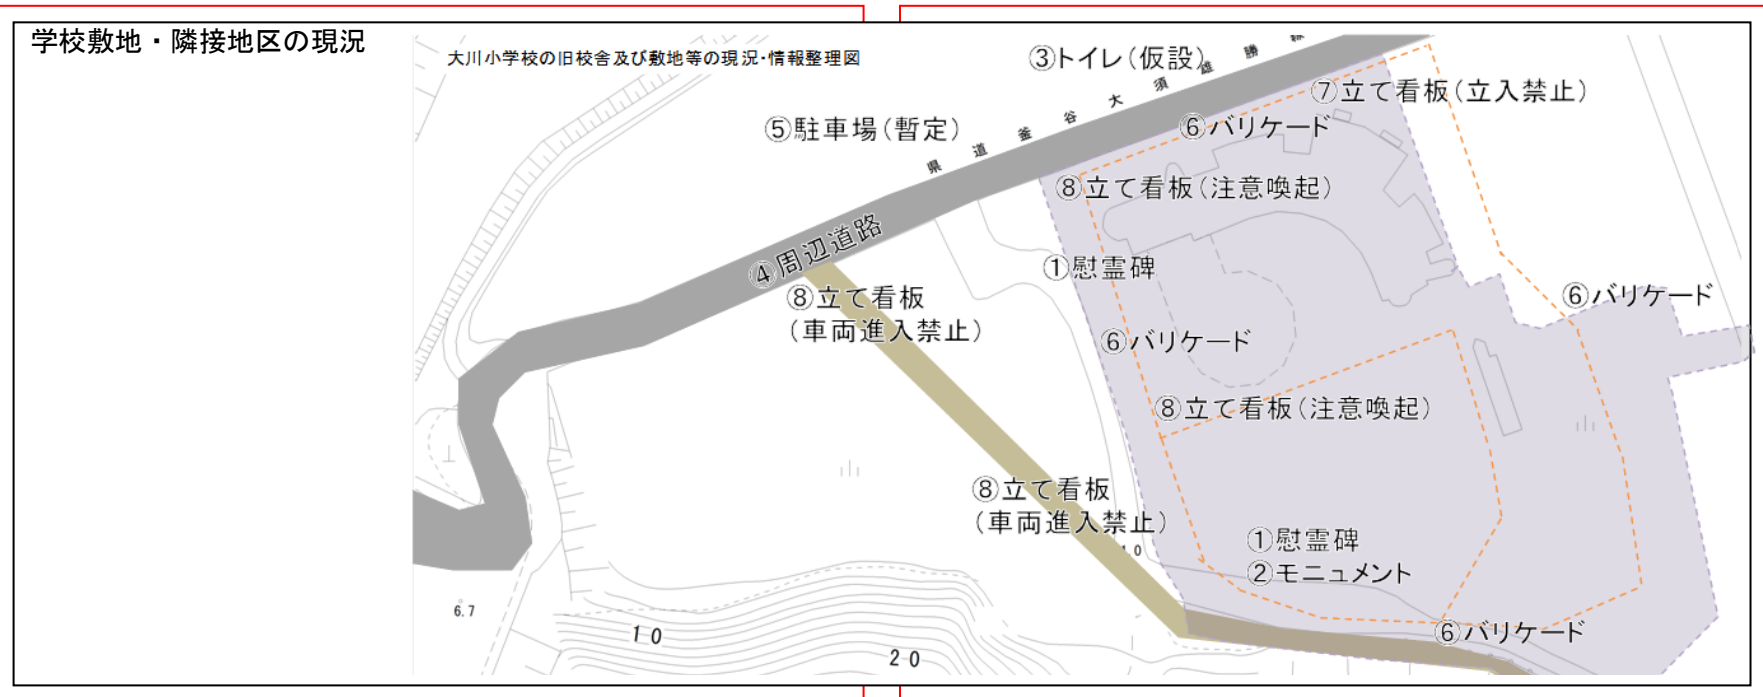 学校敷地・隣接地区の現況
大川小学校の旧校舎及び敷地等の現況・情報整理図
③トイレ(仮設)
⑦立て看板(立入禁止)
⑤駐車場(暫定)
⑥バリケード
県道釜谷大須雄勝線
⑧立て看板(注意喚起)
④周辺道路
①慰霊碑
⑧立て看板
(車両進入禁止)
⑥バリケード
⑥バリケード
⑧立て看板(注意喚起)
⑧立て看板
(車両進入禁止)
10
①慰霊碑
②モニュメント
6.7
10
⑥バリケード
20